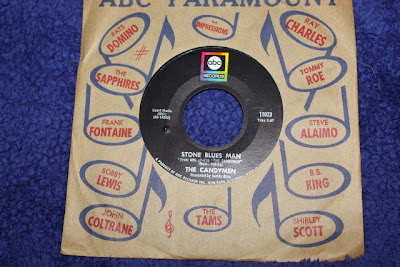 ABC PARAMOUNT
FATS
DOMINO
THE
IMPRESSIONS
RAY
CHARLES
#
THE
SAPPHIRES
TOMMY
ROE
FRANK
FONTAINE
STEVE
ALAIMO
BOBBY
LEWIS
B.B.
KING
JOHN
COLTRANE
THE
TAMS
SHIRLEY
SCOTT
abc
RECORDS
11023
STONE BLUES MAN
THE CANDYMEN